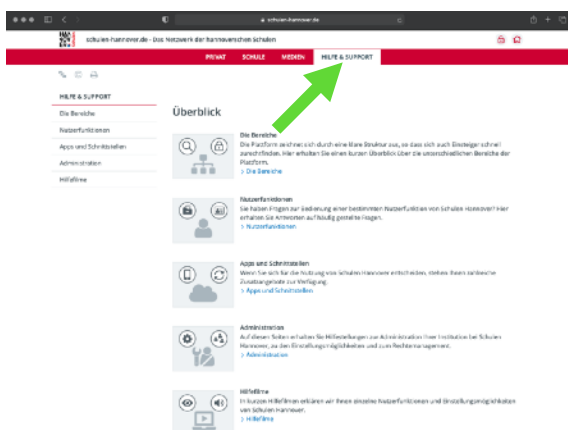 schulen-hannover.de
schulen-hannover.de - Das Netzwerk der hannoverschen Schulen
PRIVAT SCHULE MEDIEN HILFE & SUPPORT
HILFE & SUPPORT
Die Bereiche
Nutzerfunktionen
Apps und Schnittstellen
Administration
Hilfefilme
Überblick
Die Bereiche
Die Plattform zeichnet sich durch eine klare Struktur aus, so dass sich auch Einsteiger schnell
zurechtfinden. Hier erhalten Sie einen kurzen Überblick über die unterschiedlichen Bereiche der
Plattform.
> Die Bereiche
Nutzerfunktionen
Sie haben Fragen zur Bedienung einer bestimmten Nutzerfunktion von Schulen Hannover? Hier
erhalten Sie Antworten auf häufig gestellte Fragen.
> Nutzerfunktionen
Apps und Schnittstellen
Wenn Sie sich für die Nutzung von Schulen Hannover entscheiden, stehen Ihnen zahlreiche
Zusatzangebote zur Verfügung.
> Apps und Schnittstellen
Administration
Auf diesen Seiten erhalten Sie Hilfestellungen zur Administration Ihrer Institution bei Schulen
Hannover, zu den Einstellungsmöglichkeiten und zum Rechtemanagement.
> Administration
Hilfefilme
In kurzen Hilfefilmen erklären wir Ihnen einzelne Nutzerfunktionen und Einstellungsmöglichkeiten
von Schulen Hannover.
> Hilfefilme